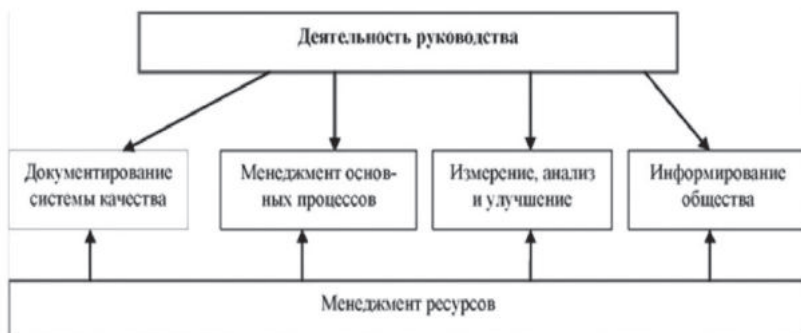 Деятельность руководства
Документирование
системы качества
Менеджмент основ-
ных процессов
Измерение, анализ
и улучшение
Информирование
общества
Менеджмент ресурсов